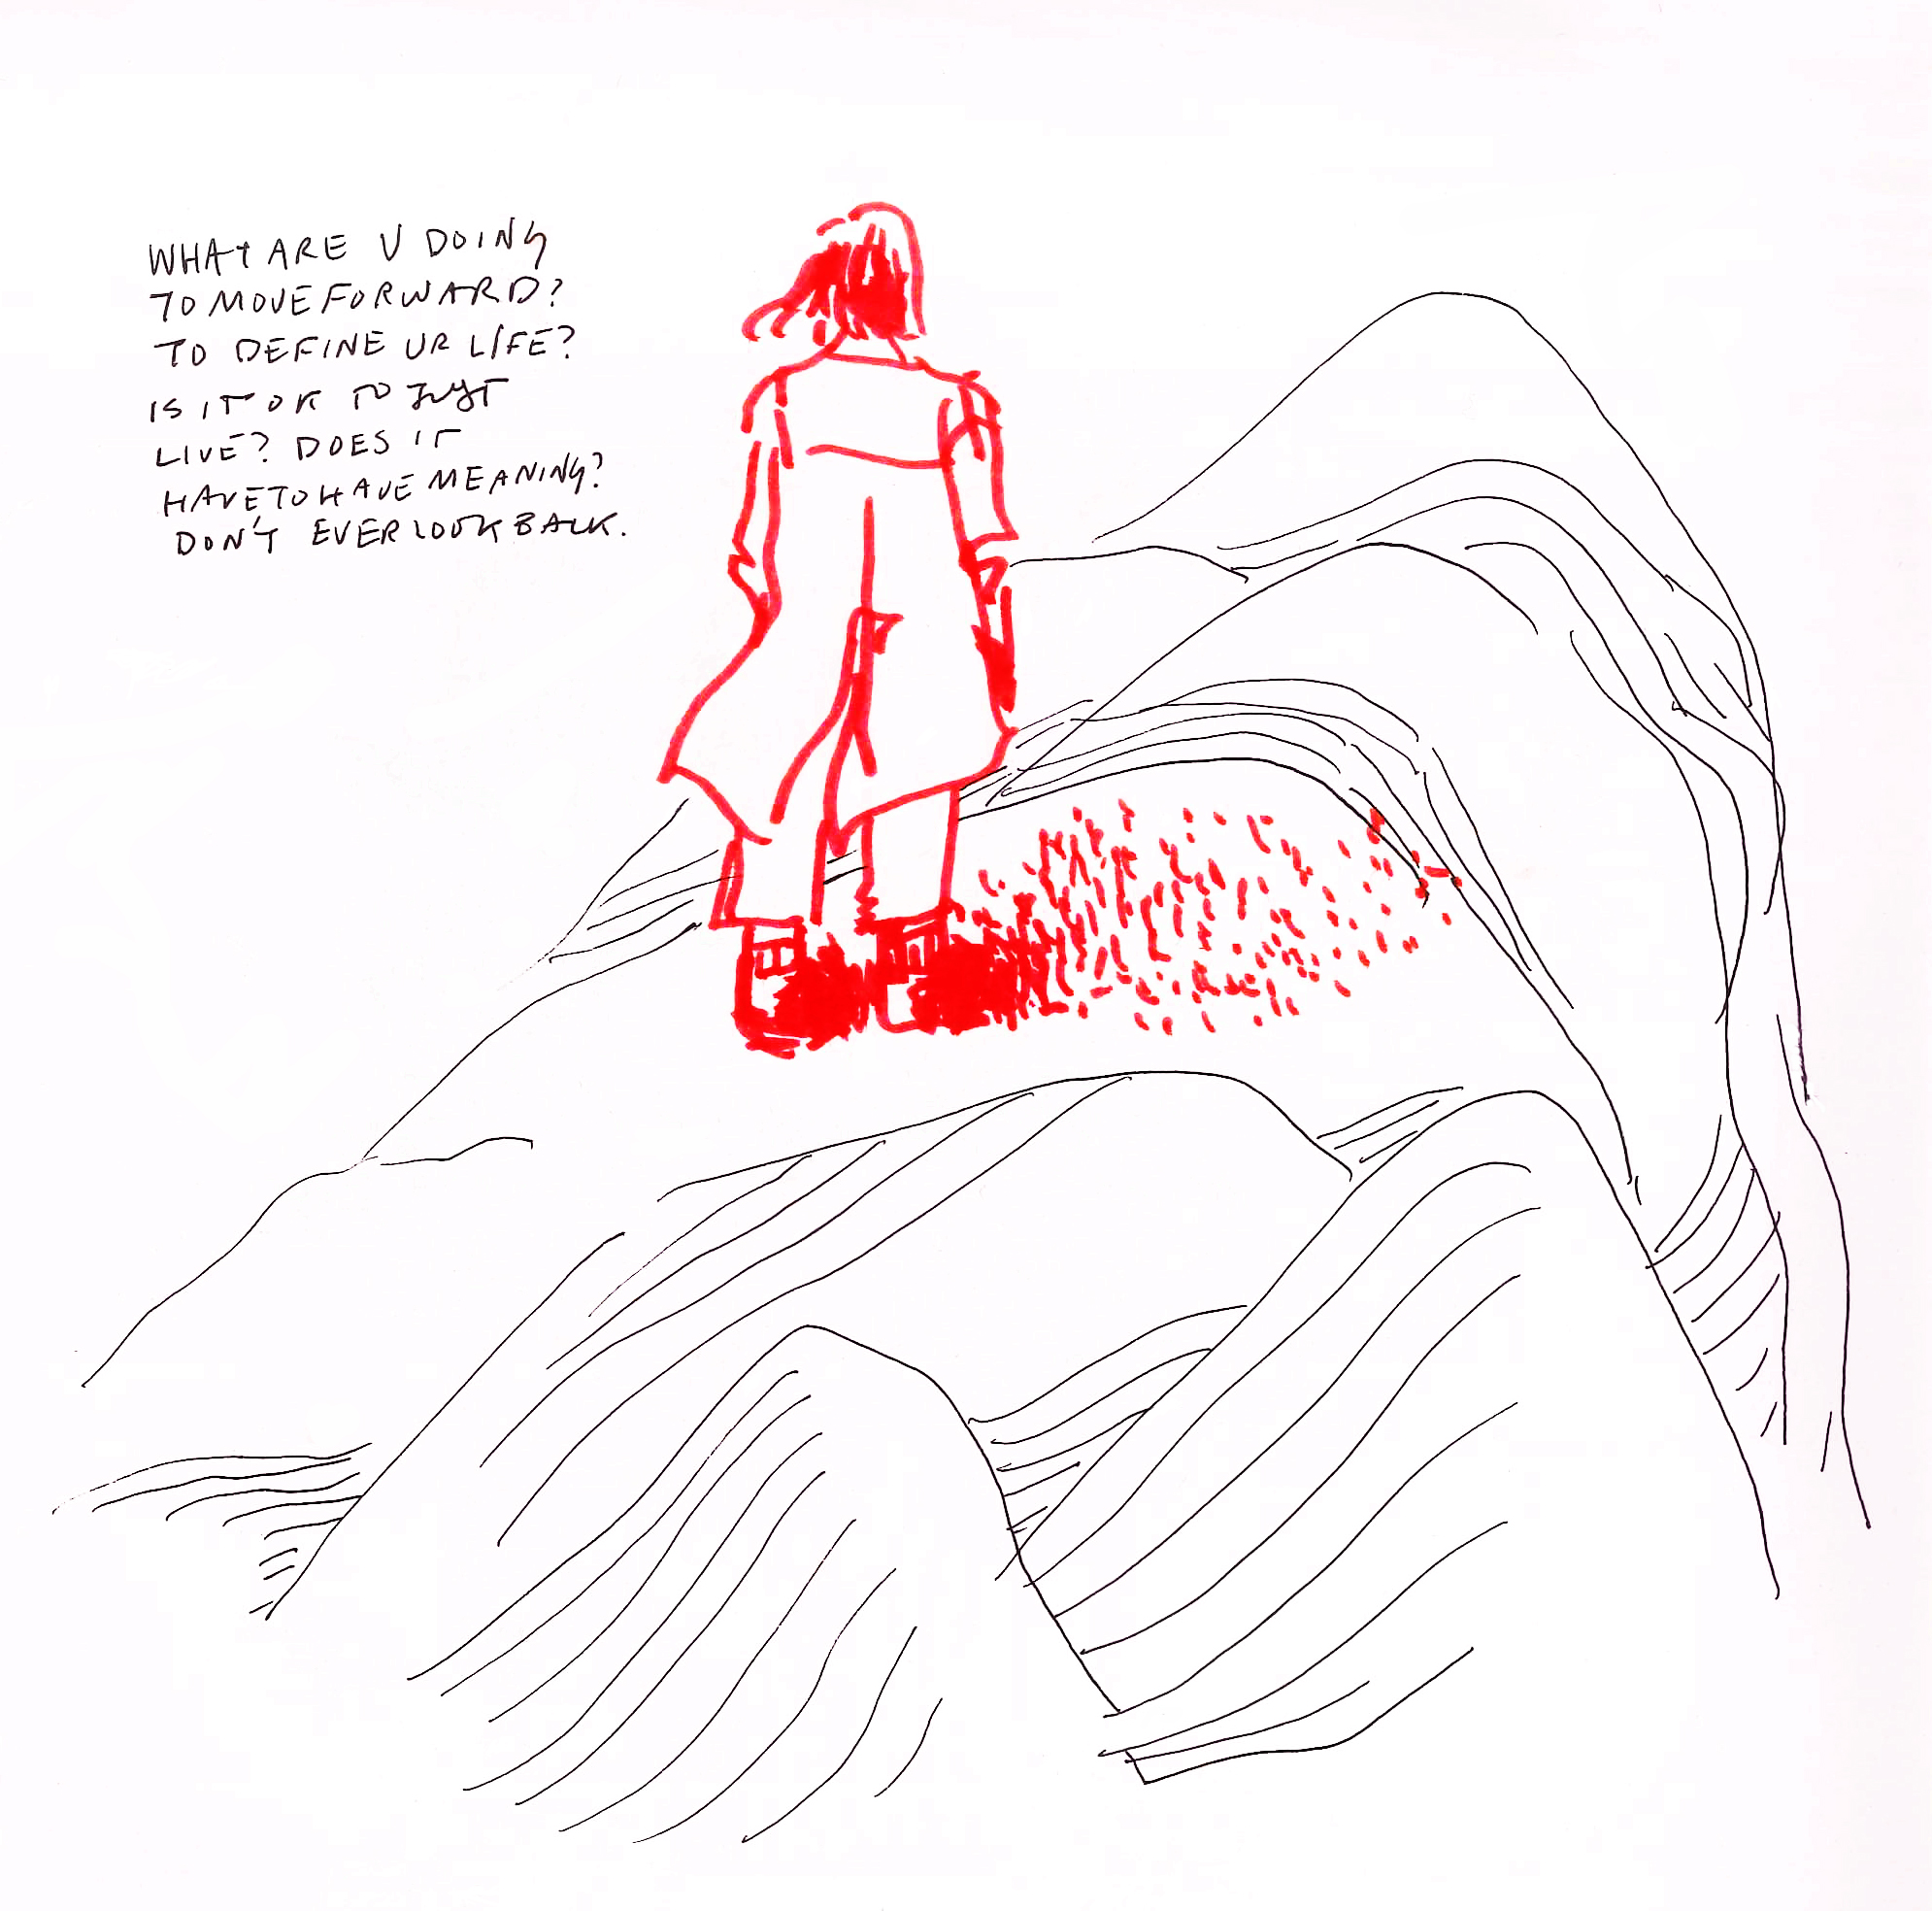 WHAT ARE U DOING
TO MOVE FORWARD?
TO DEFINE UR LIFE?
IS IT OK TO JUST
LIVE? DOES IT
HAVE TO HAVE MEANING?
DON'T EVER LOOK BACK.